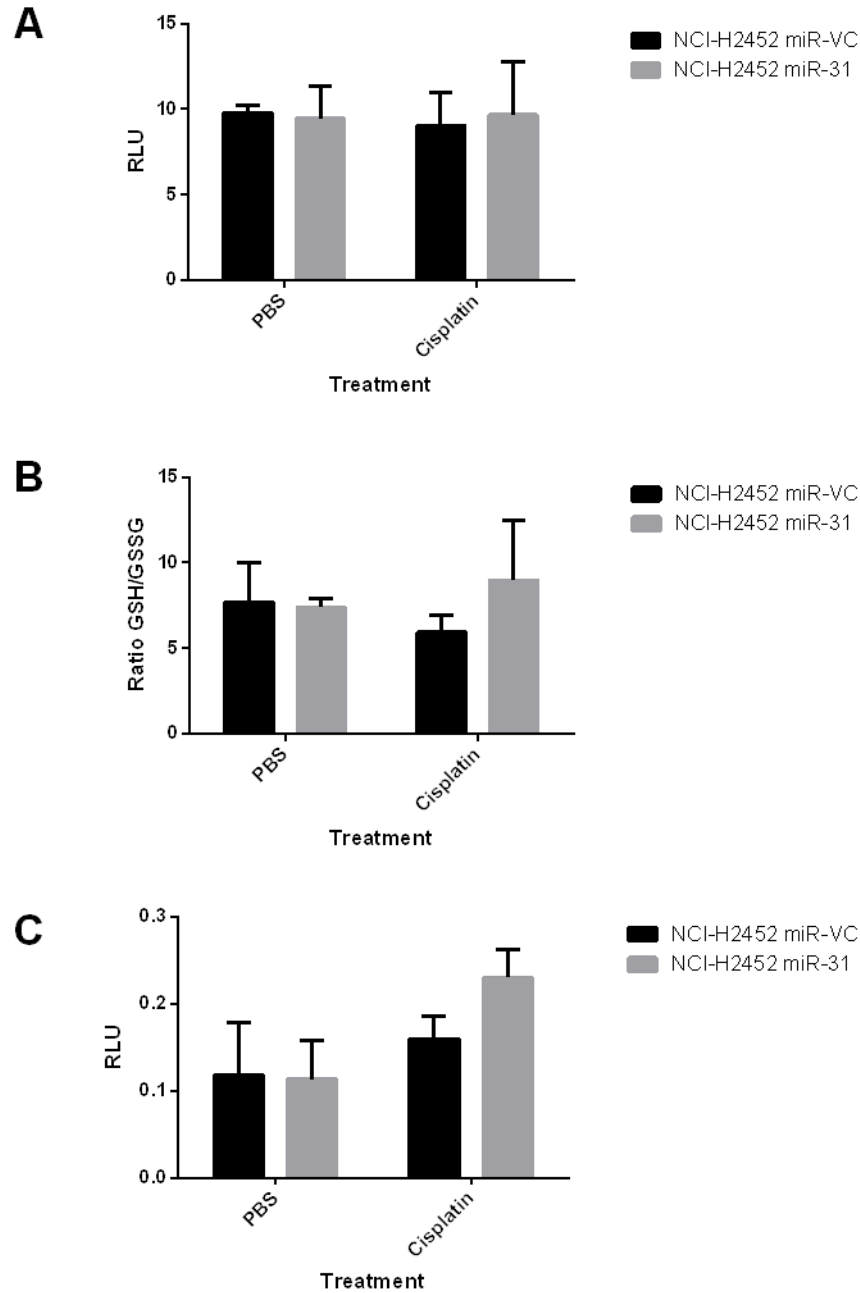 A
15
10
5
0
RLU
PBS
Cisplatin
Treatment
NCI-H2452 miR-VC
NCI-H2452 miR-31
B
15
10
5
0
Ratio GSH/GSSG
PBS
Cisplatin
Treatment
NCI-H2452 miR-VC
NCI-H2452 miR-31
C
0.3
0.2
0.1
0.0
RLU
PBS
Cisplatin
Treatment
NCI-H2452 miR-VC
NCI-H2452 miR-31